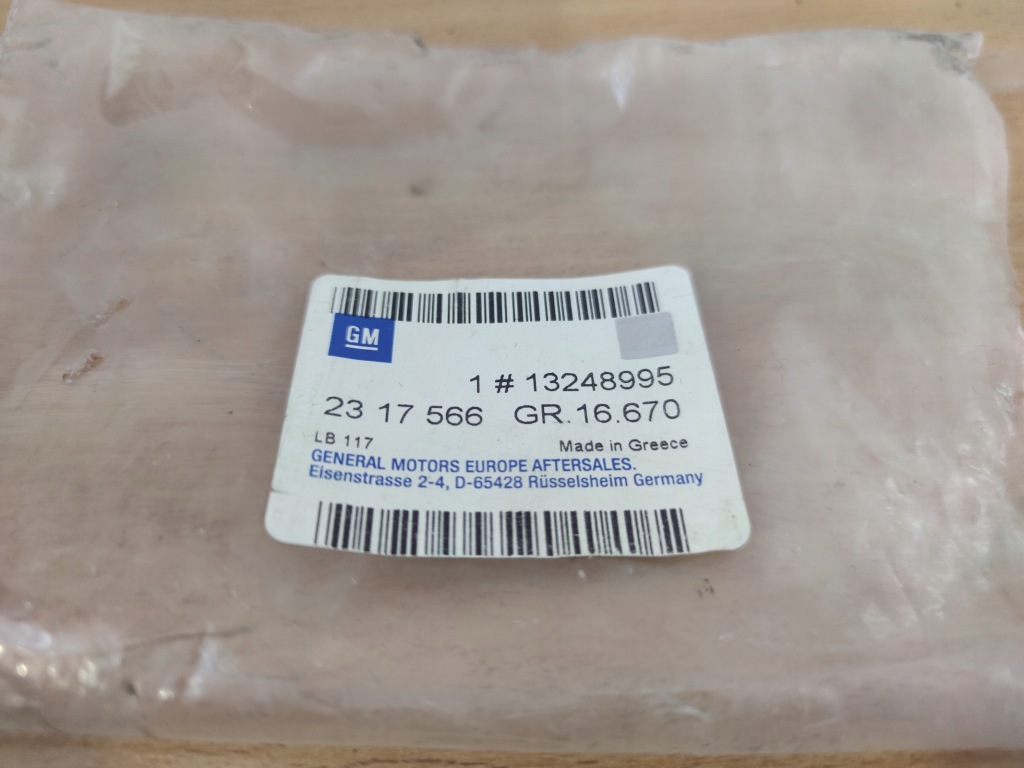 GM
1 # 13248995
23 17 566 GR.16.670
LB 117 Made in Greece
GENERAL MOTORS EUROPE AFTERSALES.
Eisenstrasse 2-4, D-65428 Rüsselsheim Germany